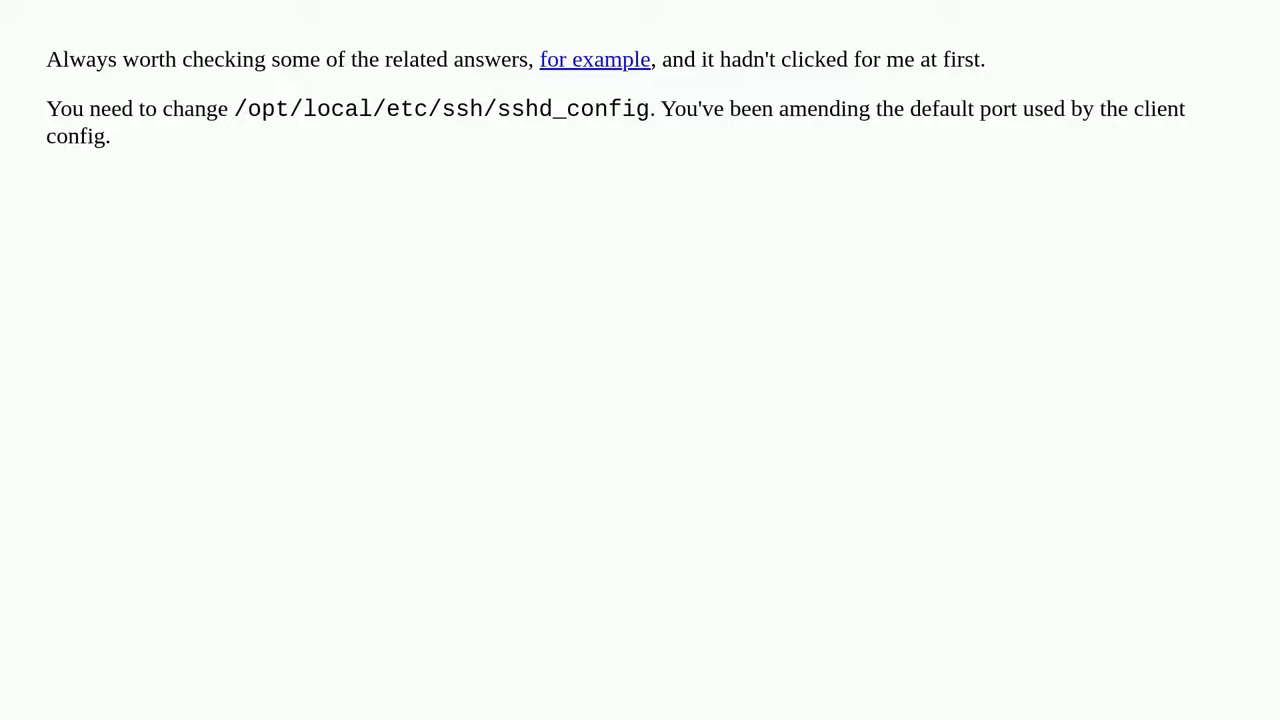 Always worth checking some of the related answers, for example, and it hadn't clicked for me at first.
You need to change /opt/local/etc/ssh/sshd_config. You've been amending the default port used by the client
config.